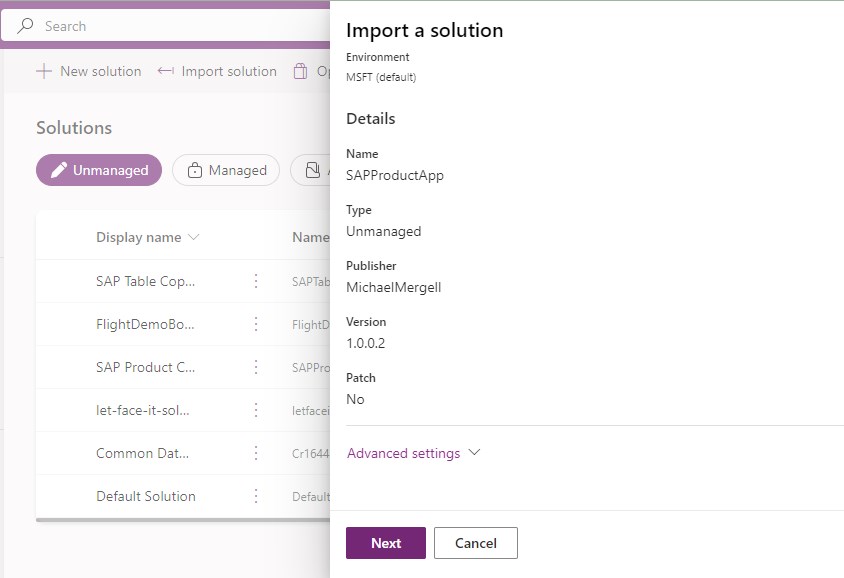 Search
New solution
Import solution
Solutions
Unmanaged
Managed
Display name
Name
SAP Table Cop...
SAPTab
FlightDemoBo...
FlightD
SAP Product C...
SAPPro
let-face-it-sol...
letfacei
Common Dat...
Cr1644
Default Solution
Default
Import a solution
Environment
MSFT (default)
Details
Name
SAPProductApp
Type
Unmanaged
Publisher
MichaelMergell
Version
1.0.0.2
Patch
No
Advanced settings
Next
Cancel